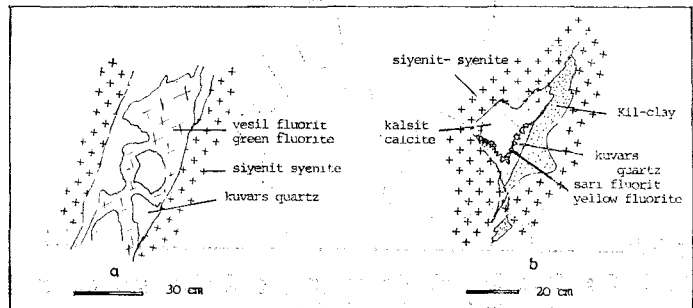 vesil fluorit
green fluorite
siyenit syenite
kuvars quartz
a
30 cm
siyenit- syenite
kalsit
calcite
Kil-clay
kuvars
quartz
sarı fluorit
yellow fluorite
b
20 cm